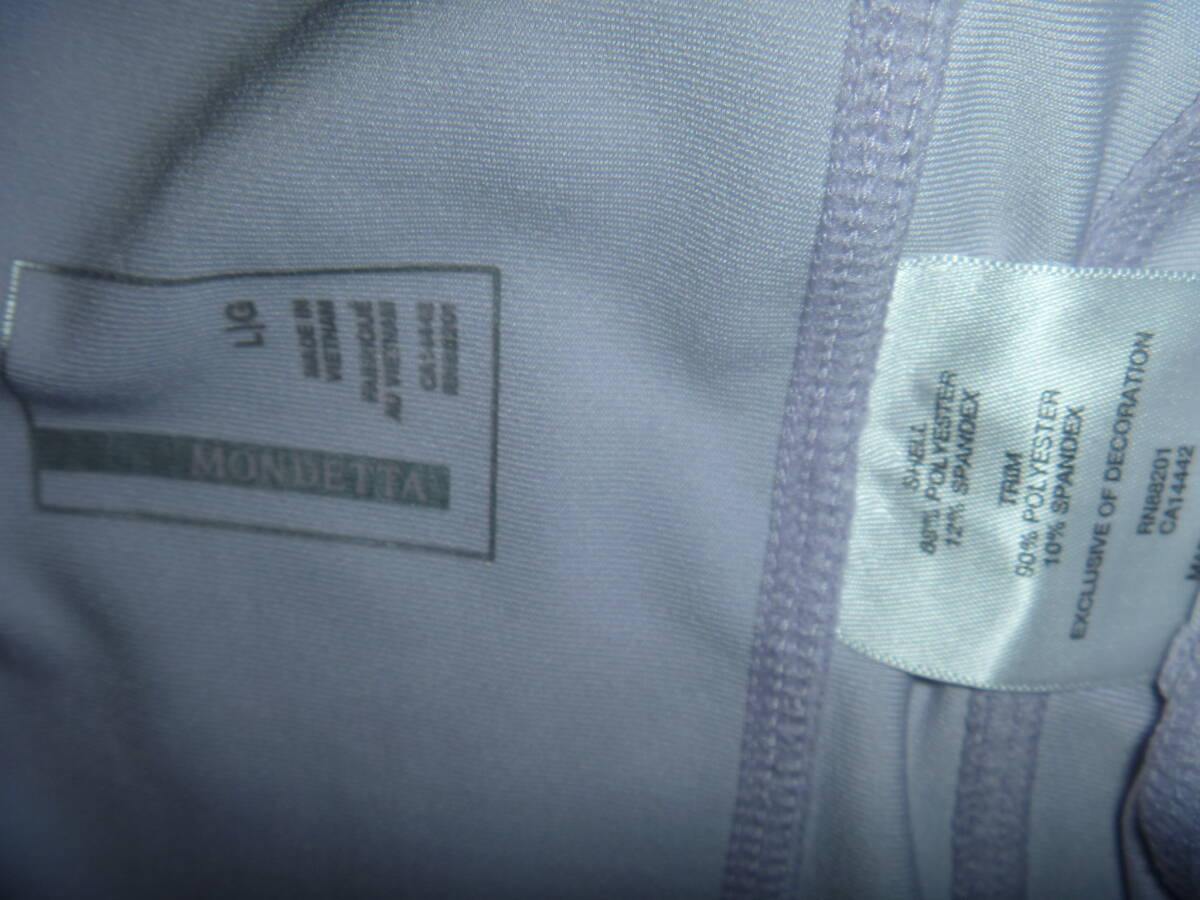 MONDETTA
L|G
MADE IN
VIETNAM
FABRIQUÉ
AU VIETNAM
CA14442
RN88201
SHELL
88% POLYESTER
12% SPANDEX
TRIM
90% POLYESTER
10% SPANDEX
EXCLUSIVE OF DECORATION
RN88201
CA14442